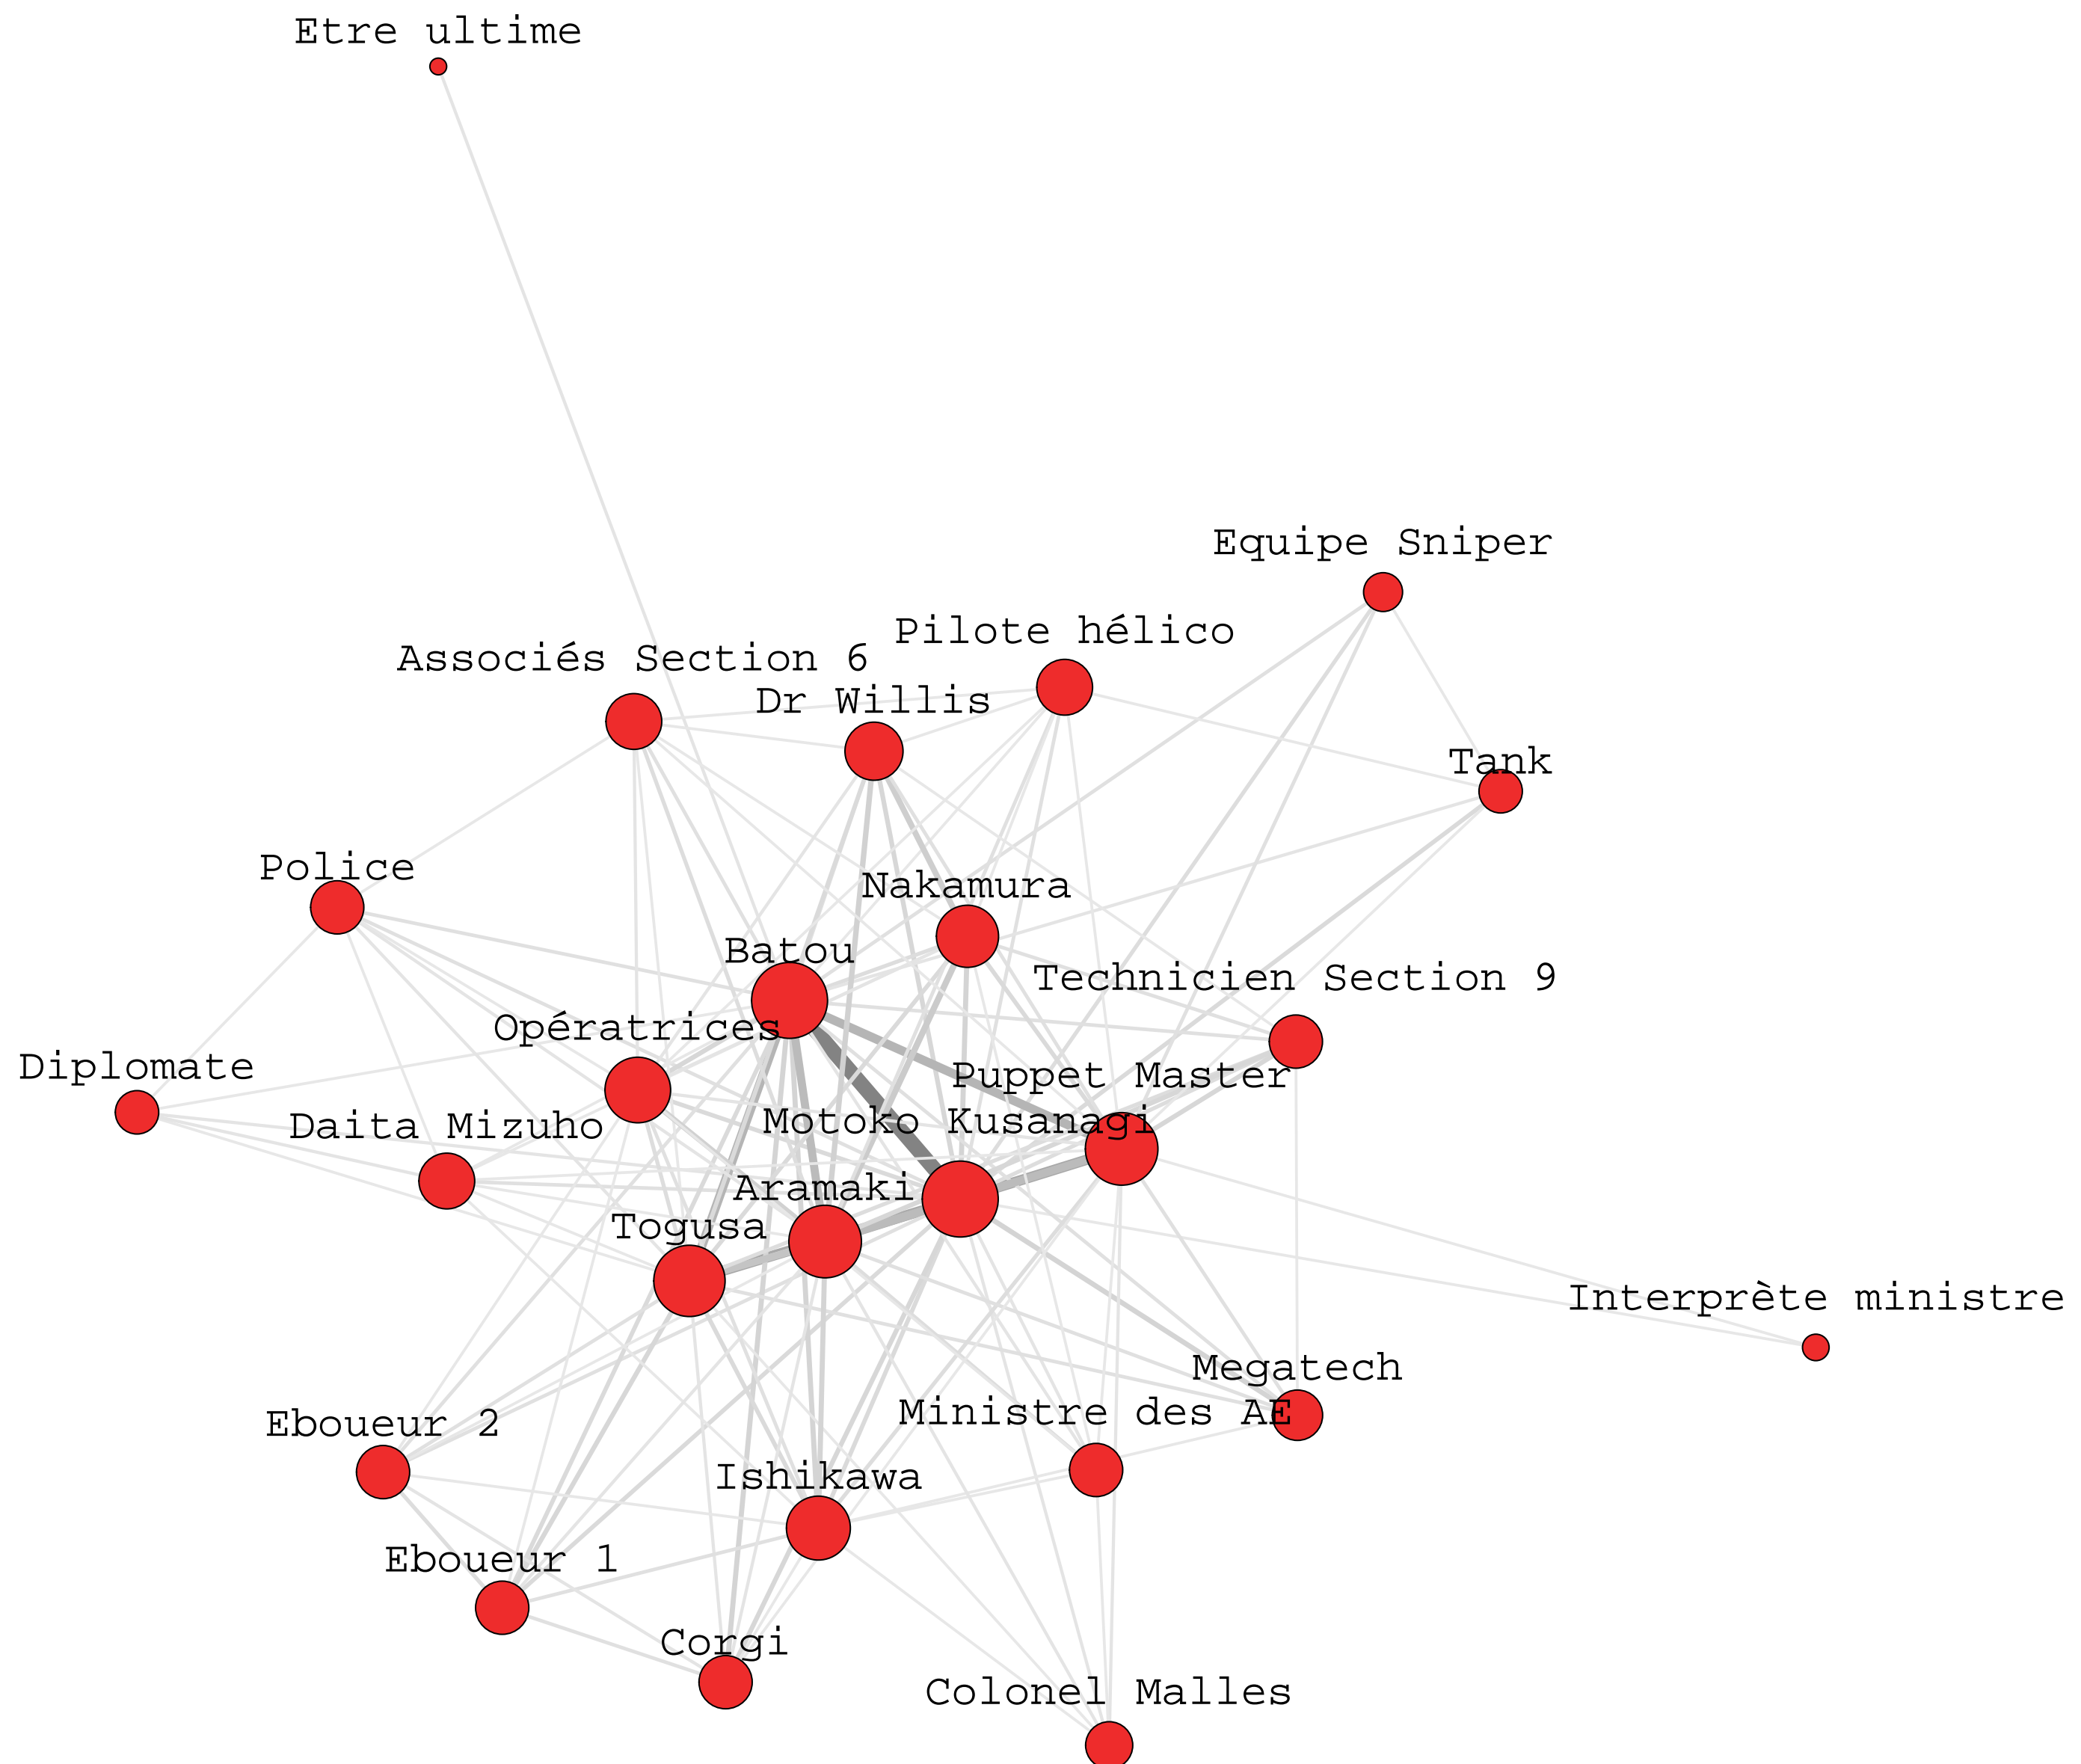 Etre ultime
Equipe Sniper
Pilote hélico
Associés Section 6
Dr Willis
Tank
Police
Nakamura
Batou
Technicien Section 9
Opératrices
Diplomate
Puppet Master
Daita Mizuho
Motoko Kusanagi
Aramaki
Togusa
Interprète ministre
Megatech
Ministre des AE
Eboueur 2
Ishikawa
Eboueur 1
Corgi
Colonel Malles